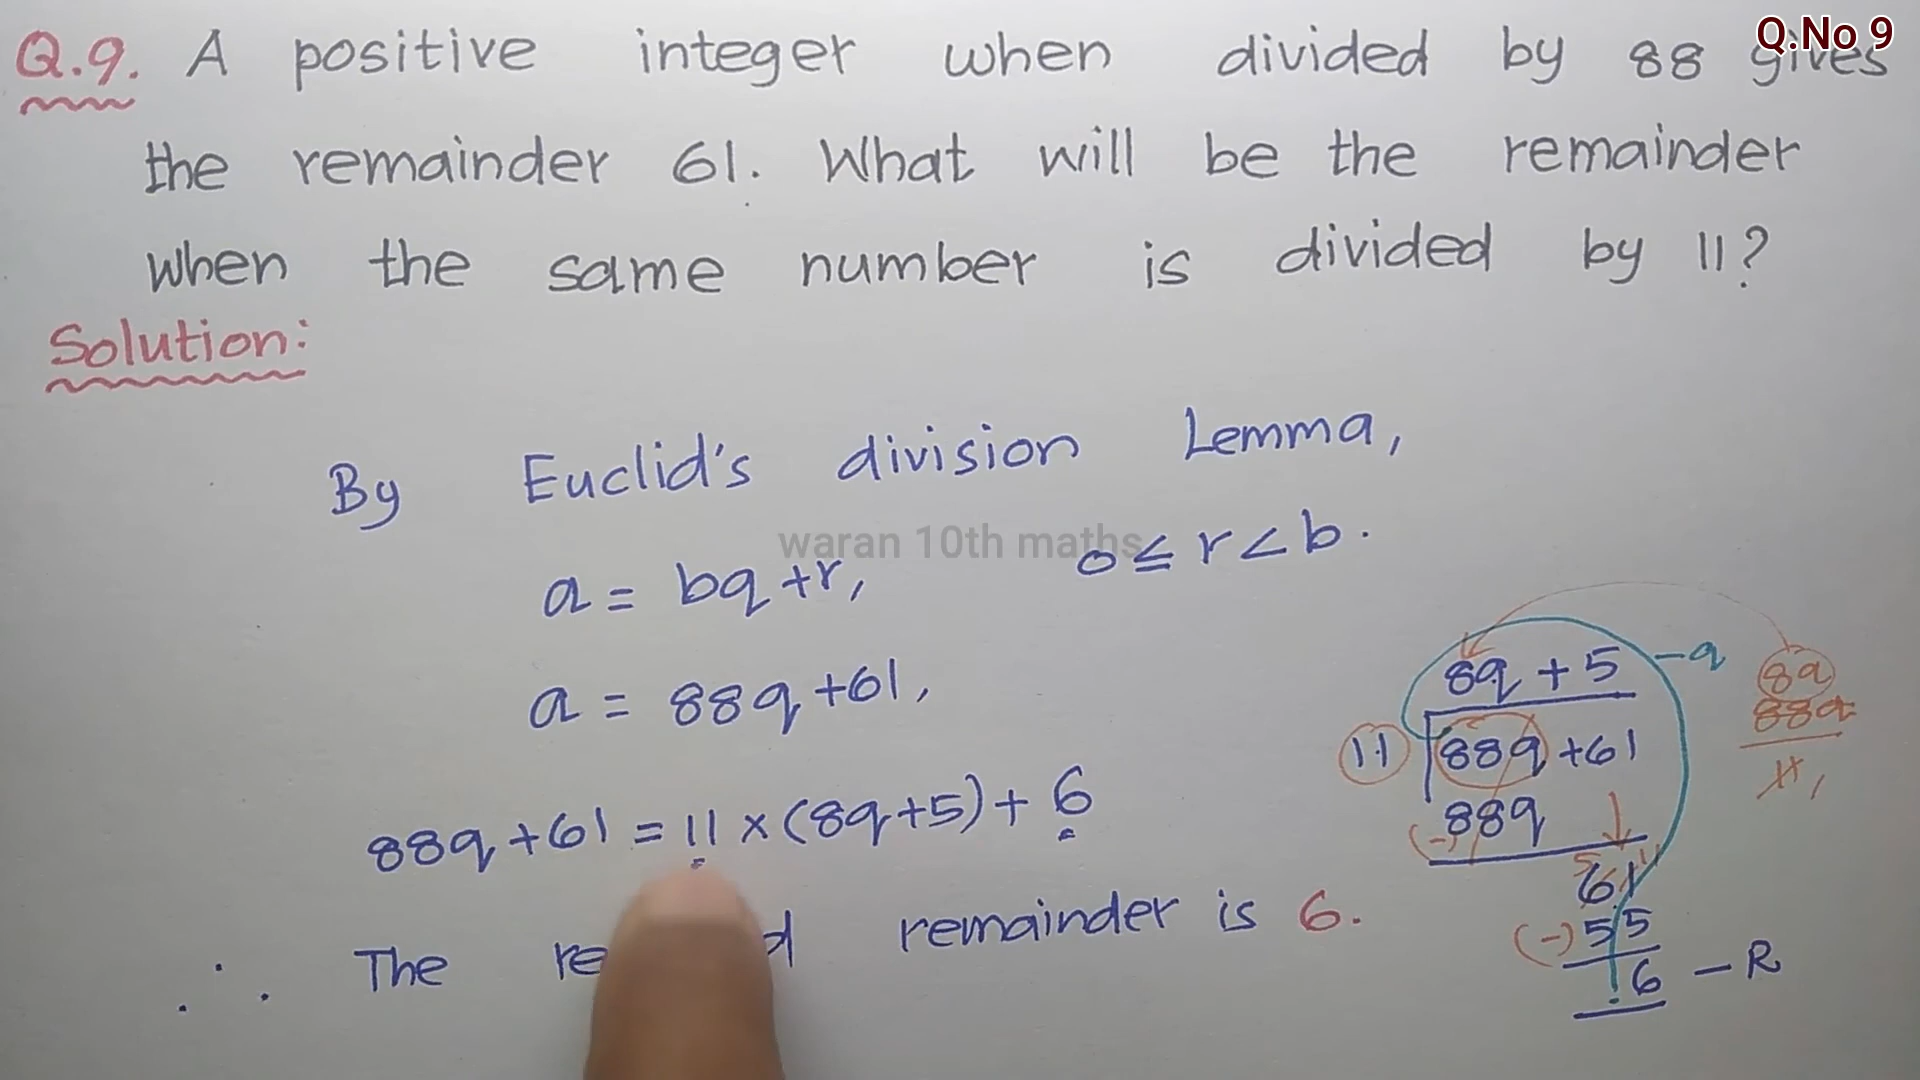 Q.No 9
Q.9. A positive integer when divided by 88 gives
the remainder 61. What will be the remainder
when the same number is divided by 11?
Solution:
By Euclid's division Lemma,
waran 10th maths
a = bq + r, 0 ≤ r < b.
a = 88q + 61,
88q + 61 = 11 × (8q + 5) + 6
∴ The remainder is 6.
8q + 5 – q
11 88q + 61
(-) 88q
61
(-) 55
6 – R
8q
88q
11